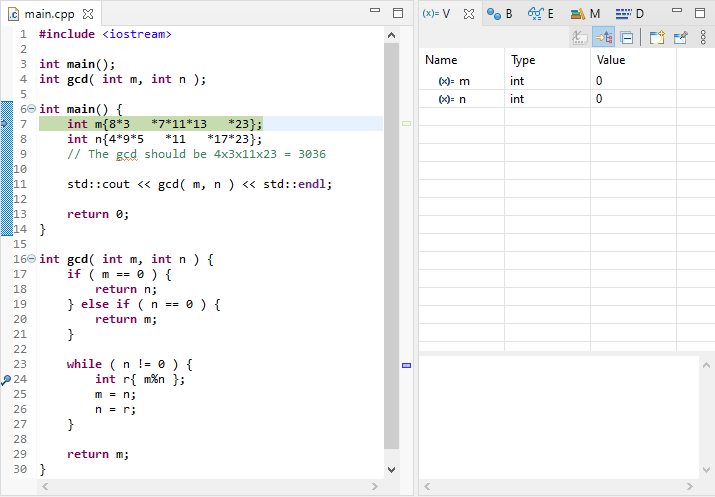 main.cpp
1 #include <iostream>
2
3 int main();
4 int gcd( int m, int n );
5
6 int main() {
7     int m{8*3   *7*11*13   *23};
8     int n{4*9*5   *11   *17*23};
9     // The gcd should be 4x3x11x23 = 3036
10
11     std::cout << gcd( m, n ) << std::endl;
12
13     return 0;
14 }
15
16 int gcd( int m, int n ) {
17     if ( m == 0 ) {
18         return n;
19     } else if ( n == 0 ) {
20         return m;
21     }
22
23     while ( n != 0 ) {
24         int r{ m%n };
25         m = n;
26         n = r;
27     }
28
29     return m;
30 }
(x)= V B E M D
Name Type Value
(x)= m int 0
(x)= n int 0